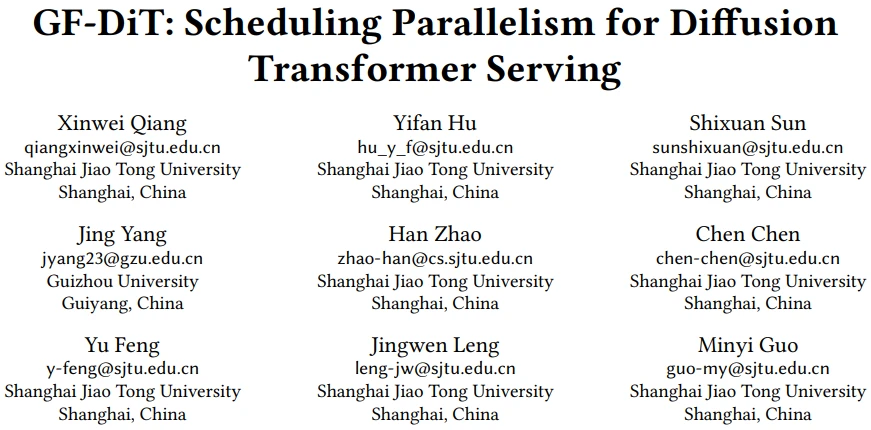 GF-DiT: Scheduling Parallelism for Diffusion
Transformer Serving
Xinwei Qiang
qiangxinwei@sjtu.edu.cn
Shanghai Jiao Tong University
Shanghai, China
Yifan Hu
hu_y_f@sjtu.edu.cn
Shanghai Jiao Tong University
Shanghai, China
Shixuan Sun
sunshixuan@sjtu.edu.cn
Shanghai Jiao Tong University
Shanghai, China
Jing Yang
jyang23@gzu.edu.cn
Guizhou University
Guiyang, China
Han Zhao
zhao-han@cs.sjtu.edu.cn
Shanghai Jiao Tong University
Shanghai, China
Chen Chen
chen-chen@sjtu.edu.cn
Shanghai Jiao Tong University
Shanghai, China
Yu Feng
y-feng@sjtu.edu.cn
Shanghai Jiao Tong University
Shanghai, China
Jingwen Leng
leng-jw@sjtu.edu.cn
Shanghai Jiao Tong University
Shanghai, China
Minyi Guo
guo-my@sjtu.edu.cn
Shanghai Jiao Tong University
Shanghai, China